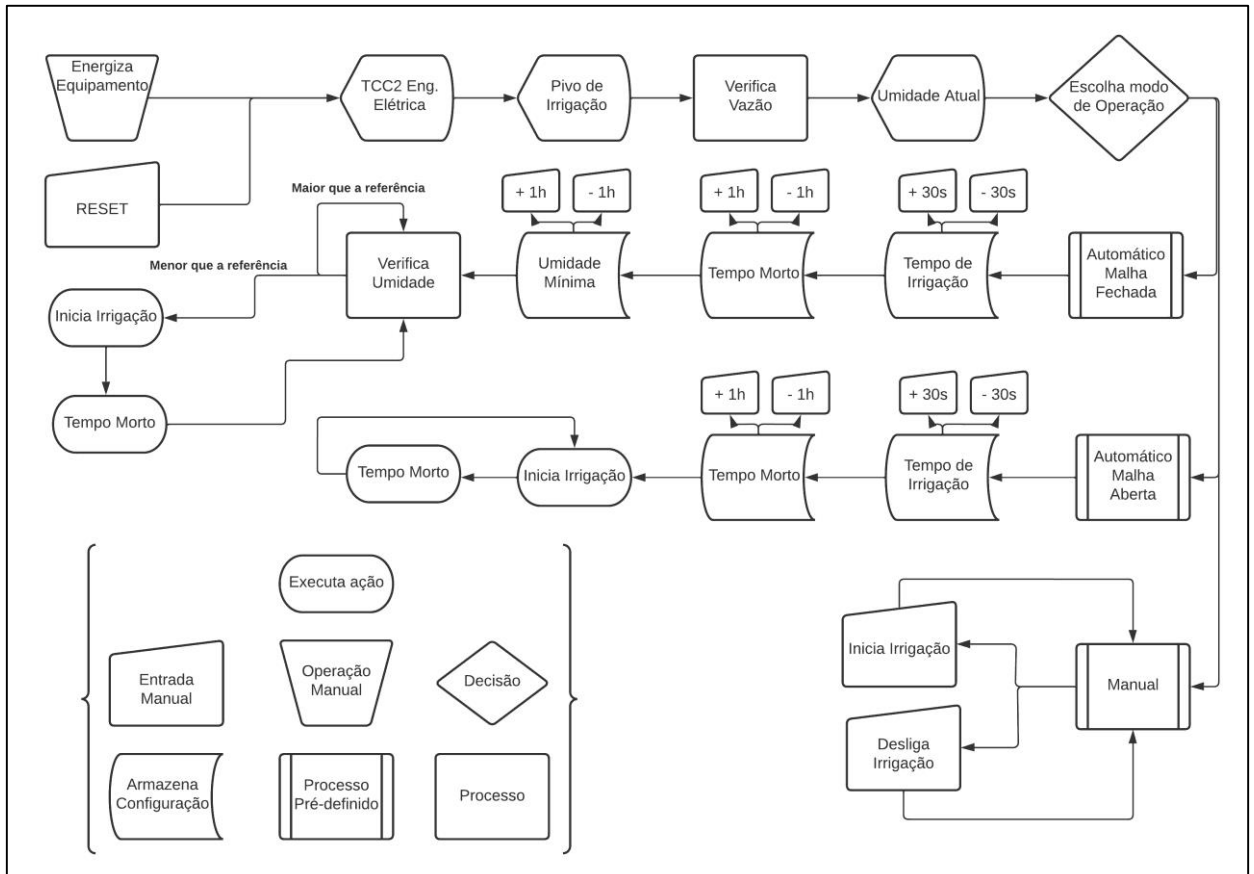 Energiza
Equipamento
TCC2 Eng.
Elétrica
Pivo de
Irrigação
Verifica
Vazão
Umidade Atual
Escolha modo
de Operação
RESET
Maior que a referência
Menor que a referência
Verifica
Umidade
+ 1h
- 1h
Umidade
Mínima
+ 1h
- 1h
Tempo Morto
+ 30s
- 30s
Tempo de
Irrigação
Automático
Malha
Fechada
Inicia Irrigação
Tempo Morto
Tempo Morto
Inicia Irrigação
+ 1h
- 1h
Tempo Morto
+ 30s
- 30s
Tempo de
Irrigação
Automático
Malha
Aberta
Executa ação
Entrada
Manual
Operação
Manual
Decisão
Armazena
Configuração
Processo
Pré-definido
Processo
Inicia Irrigação
Desliga
Irrigação
Manual